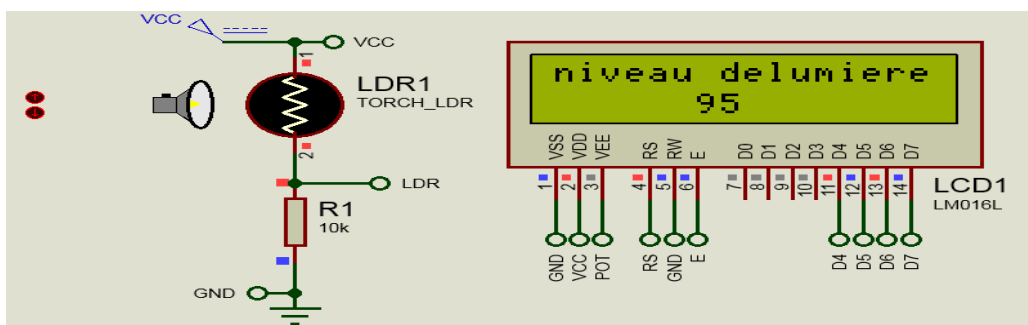 VCC
VCC
1
LDR1
TORCH_LDR
2
LDR
R1
10k
GND
niveau delumiere
95
VSS VDD VEE RS RW E D0 D1 D2 D3 D4 D5 D6 D7
1 2 3 4 5 6 7 8 9 10 11 12 13 14
LCD1
LM016L
GND VCC POT RS GND E D4 D5 D6 D7